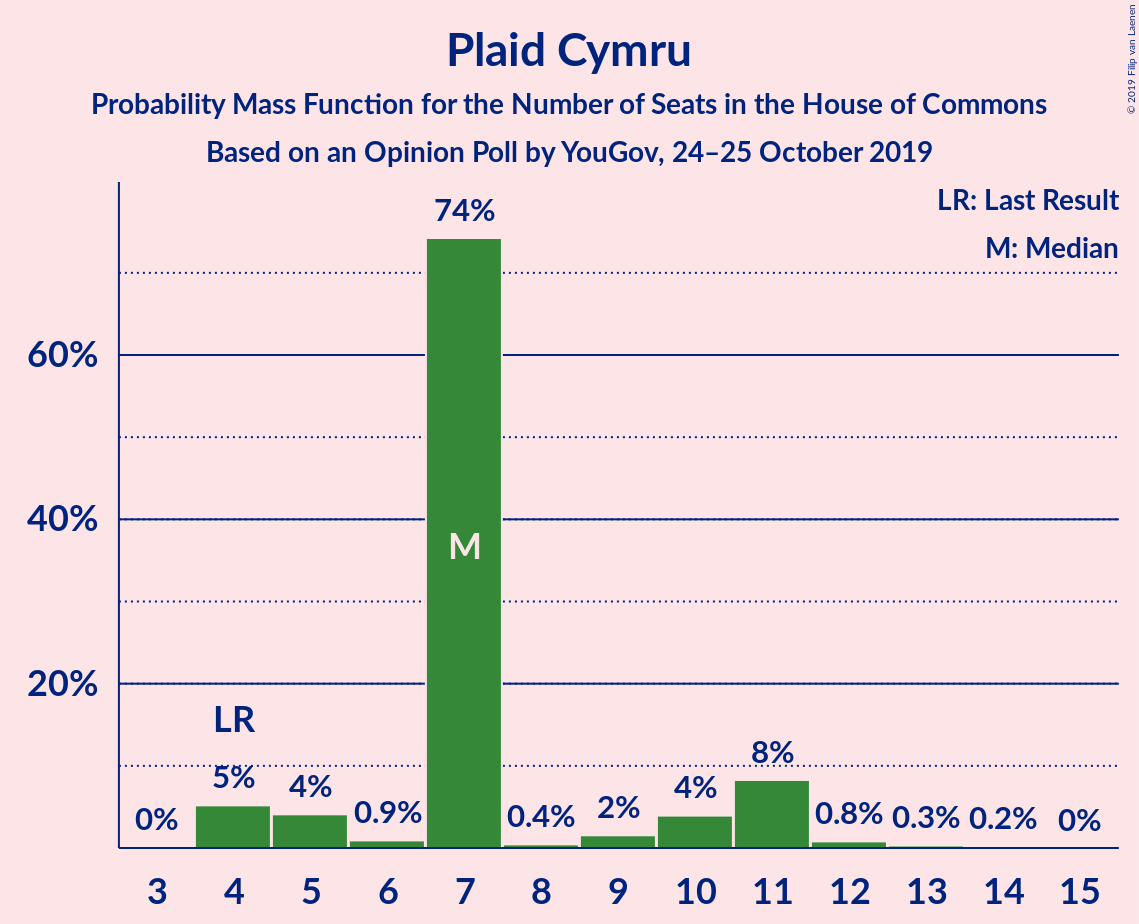 Plaid Cymru
Probability Mass Function for the Number of Seats in the House of Commons
Based on an Opinion Poll by YouGov, 24–25 October 2019
© 2019 Filip van Laenen
LR: Last Result
M: Median
74%
60%
40%
M
20%
LR
8%
5%
4%
4%
0%
0.9%
0.4%
2%
0.8%
0.3%
0.2%
0%
3 4 5 6 7 8 9 10 11 12 13 14 15